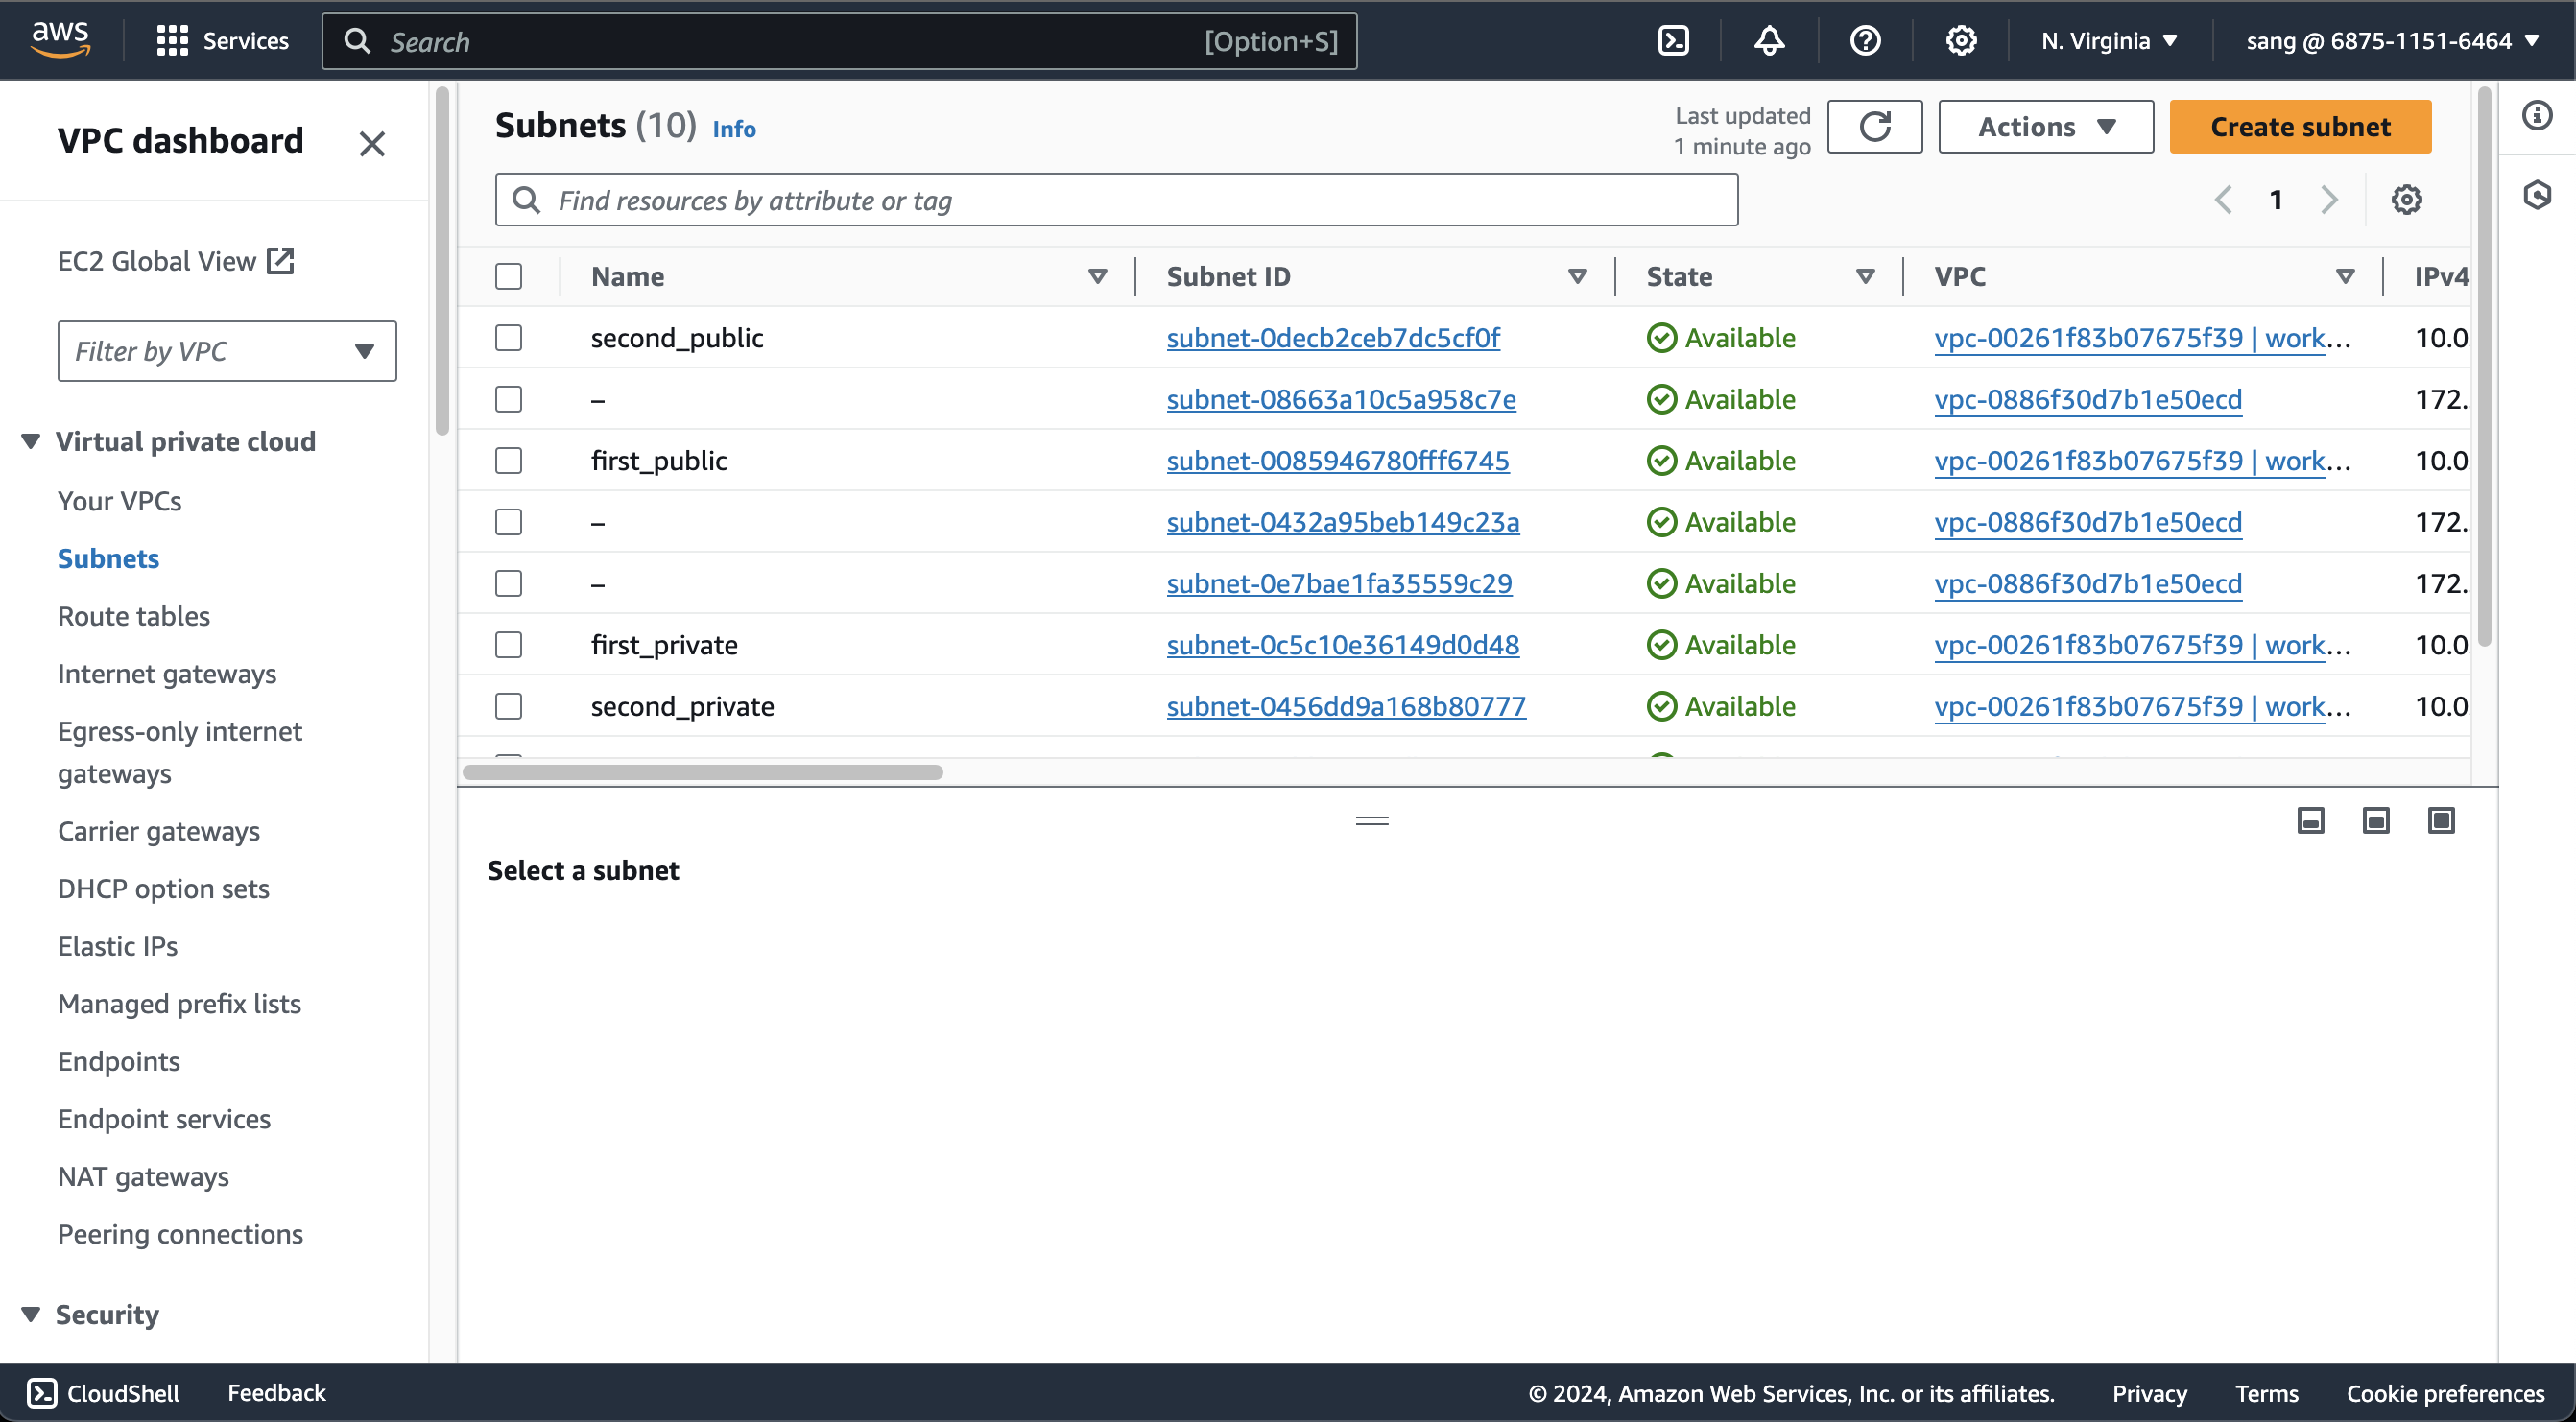 aws
Services
Search [Option+S]
N. Virginia
sang @ 6875-1151-6464
VPC dashboard
EC2 Global View
Filter by VPC
Virtual private cloud
Your VPCs
Subnets
Route tables
Internet gateways
Egress-only internet
gateways
Carrier gateways
DHCP option sets
Elastic IPs
Managed prefix lists
Endpoints
Endpoint services
NAT gateways
Peering connections
Security
Subnets (10) Info
Last updated
1 minute ago
Actions
Create subnet
Find resources by attribute or tag
1
Name Subnet ID State VPC IPv4
second_public subnet-0decb2ceb7dc5cf0f Available vpc-00261f83b07675f39 | work... 10.0
– subnet-08663a10c5a958c7e Available vpc-0886f30d7b1e50ecd 172.
first_public subnet-0085946780fff6745 Available vpc-00261f83b07675f39 | work... 10.0
– subnet-0432a95beb149c23a Available vpc-0886f30d7b1e50ecd 172.
– subnet-0e7bae1fa35559c29 Available vpc-0886f30d7b1e50ecd 172.
first_private subnet-0c5c10e36149d0d48 Available vpc-00261f83b07675f39 | work... 10.0
second_private subnet-0456dd9a168b80777 Available vpc-00261f83b07675f39 | work... 10.0
Select a subnet
CloudShell Feedback © 2024, Amazon Web Services, Inc. or its affiliates. Privacy Terms Cookie preferences